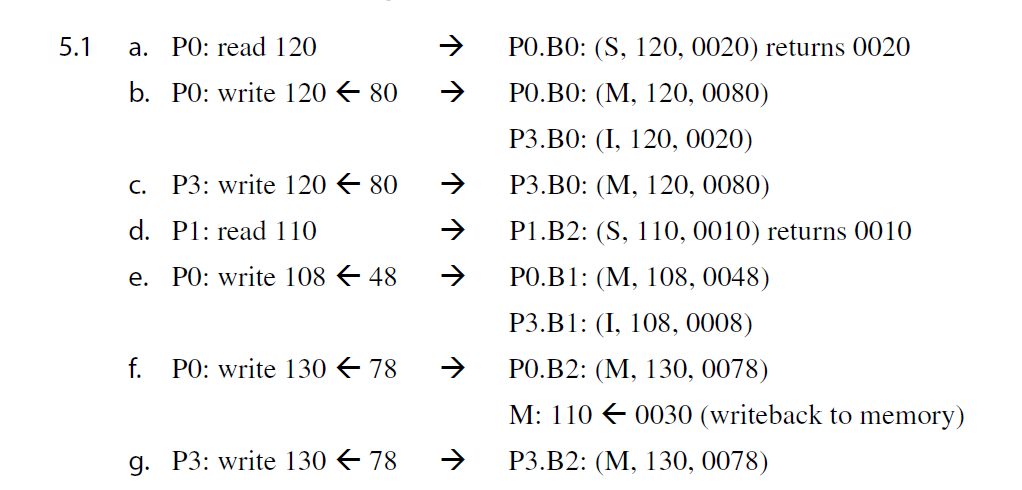 5.1 a. P0: read 120 → P0.B0: (S, 120, 0020) returns 0020
b. P0: write 120 ← 80 → P0.B0: (M, 120, 0080)
P3.B0: (I, 120, 0020)
c. P3: write 120 ← 80 → P3.B0: (M, 120, 0080)
d. P1: read 110 → P1.B2: (S, 110, 0010) returns 0010
e. P0: write 108 ← 48 → P0.B1: (M, 108, 0048)
P3.B1: (I, 108, 0008)
f. P0: write 130 ← 78 → P0.B2: (M, 130, 0078)
M: 110 ← 0030 (writeback to memory)
g. P3: write 130 ← 78 → P3.B2: (M, 130, 0078)